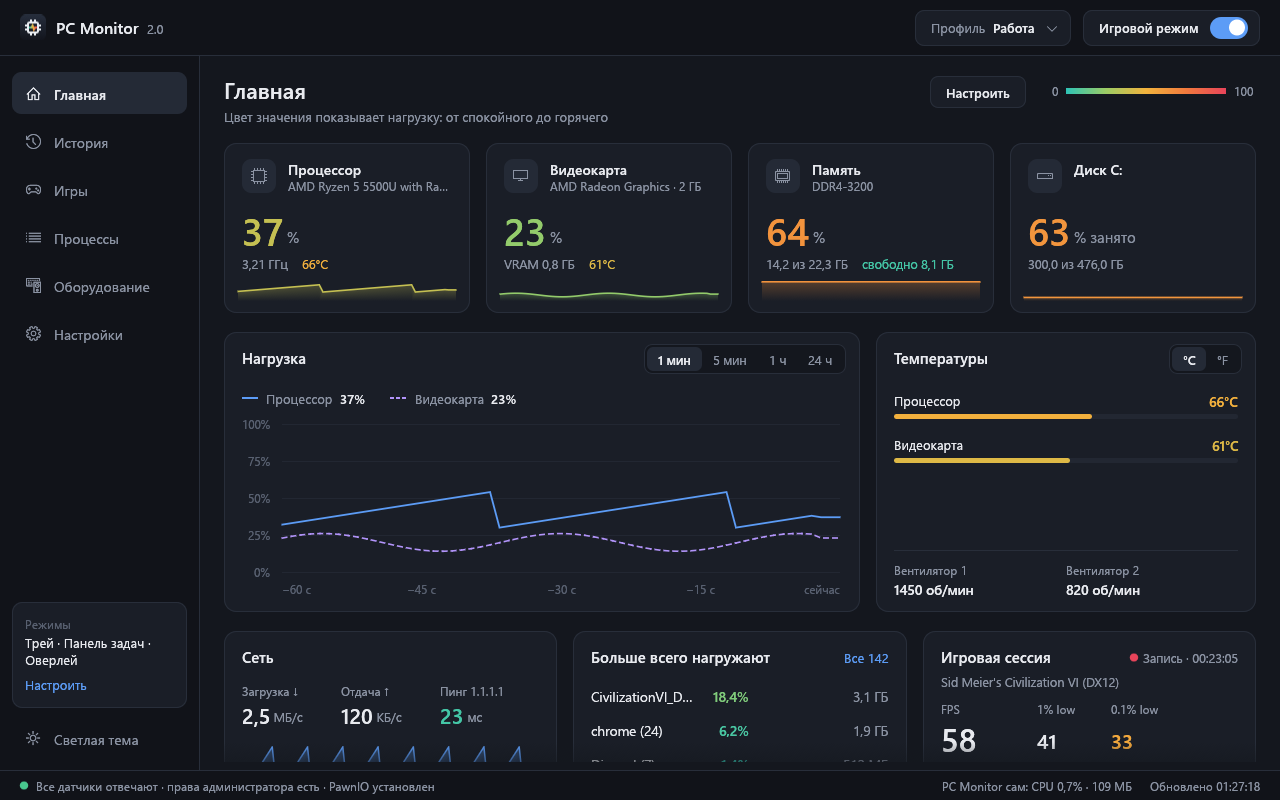 PC Monitor 2.0
Профиль Работа
Игровой режим
Главная
История
Игры
Процессы
Оборудование
Настройки
Режимы
Трей · Панель задач ·
Оверлей
Настроить
Светлая тема
Главная
Цвет значения показывает нагрузку: от спокойного до горячего
Настроить
0
100
Процессор
AMD Ryzen 5 5500U with Ra...
37 %
3,21 ГГц 66°C
Видеокарта
AMD Radeon Graphics · 2 ГБ
23 %
VRAM 0,8 ГБ 61°C
Память
DDR4-3200
64 %
14,2 из 22,3 ГБ свободно 8,1 ГБ
Диск C:
63 % занято
300,0 из 476,0 ГБ
Нагрузка
1 мин 5 мин 1 ч 24 ч
Процессор 37% Видеокарта 23%
100%
75%
50%
25%
0%
−60 с −45 с −30 с −15 с сейчас
Температуры
°C °F
Процессор 66°C
Видеокарта 61°C
Вентилятор 1 Вентилятор 2
1450 об/мин 820 об/мин
Сеть
Загрузка ↓ Отдача ↑ Пинг 1.1.1.1
2,5 МБ/с 120 КБ/с 23 мс
Больше всего нагружают Все 142
CivilizationVI_D... 18,4% 3,1 ГБ
chrome (24) 6,2% 1,9 ГБ
Игровая сессия Запись · 00:23:05
Sid Meier's Civilization VI (DX12)
FPS 1% low 0.1% low
58 41 33
Все датчики отвечают · права администратора есть · PawnIO установлен
PC Monitor сам: CPU 0,7% · 109 МБ Обновлено 01:27:18